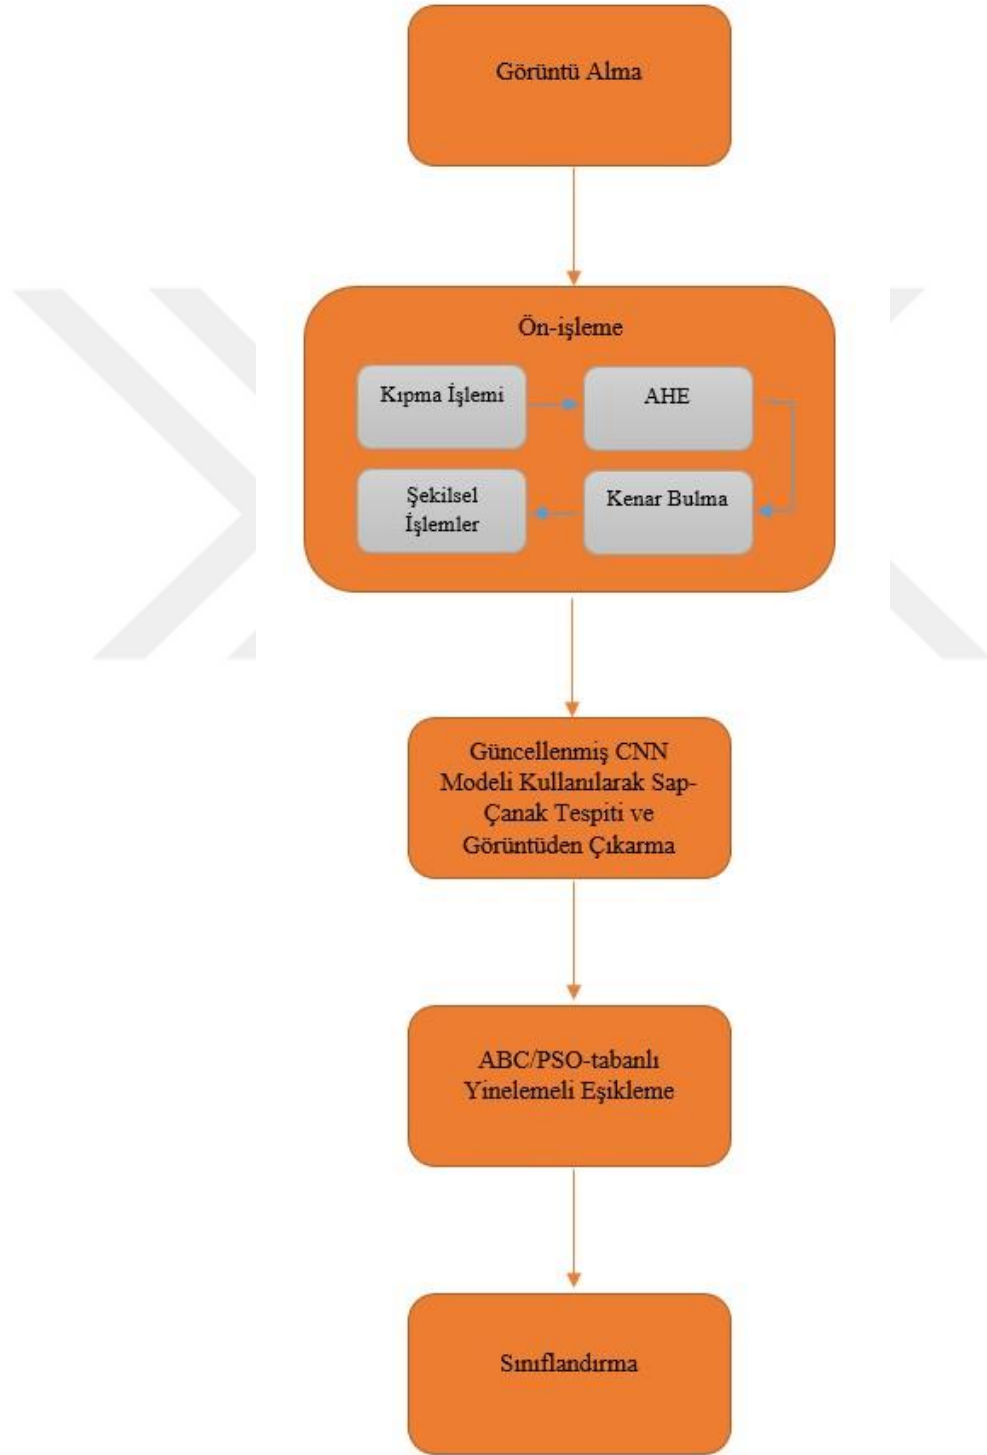 Görüntü Alma
Ön-işleme
Kıpma İşlemi
AHE
Kenar Bulma
Şekilsel
İşlemler
Güncellenmiş CNN
Modeli Kullanılarak Sap-
Çanak Tespiti ve
Görüntüden Çıkarma
ABC/PSO-tabanlı
Yinelemeli Eşikleme
Sınıflandırma